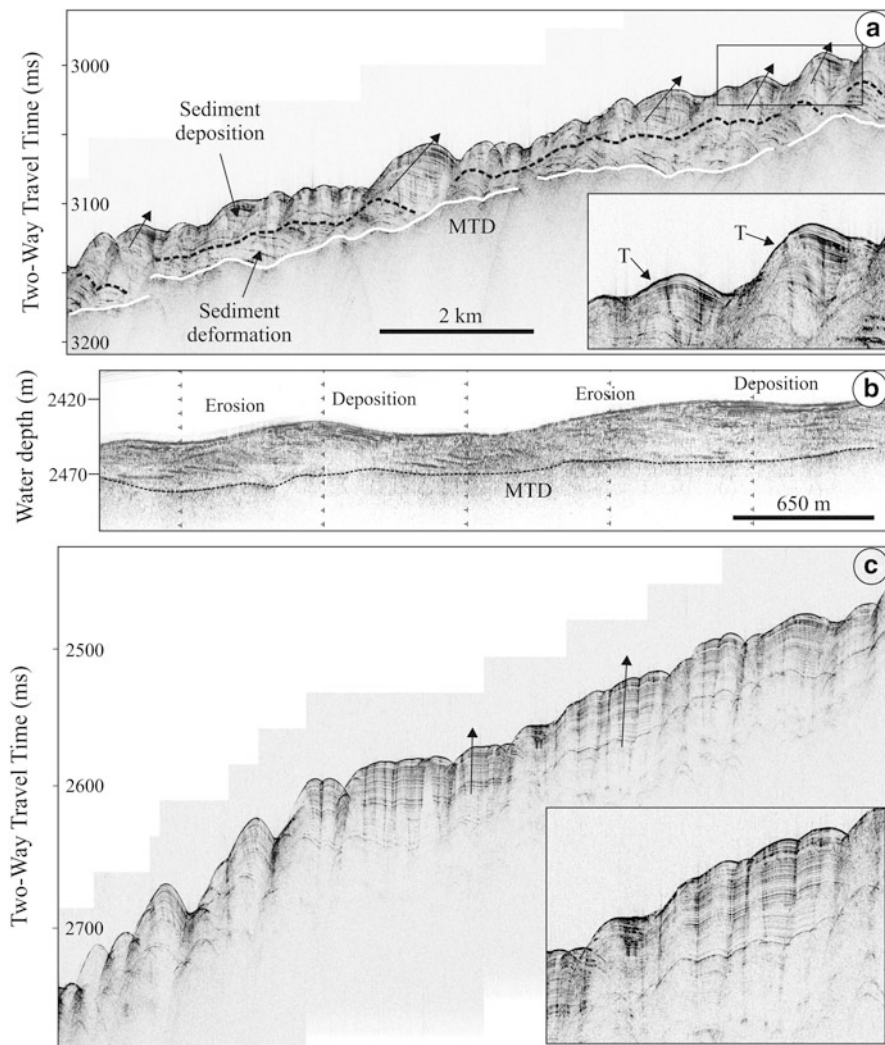 a
3000
3100
3200
Two-Way Travel Time (ms)
Sediment
deposition
Sediment
deformation
MTD
2 km
T
T
b
2420
2470
Water depth (m)
Erosion
Deposition
Erosion
Deposition
MTD
650 m
c
2500
2600
2700
Two-Way Travel Time (ms)